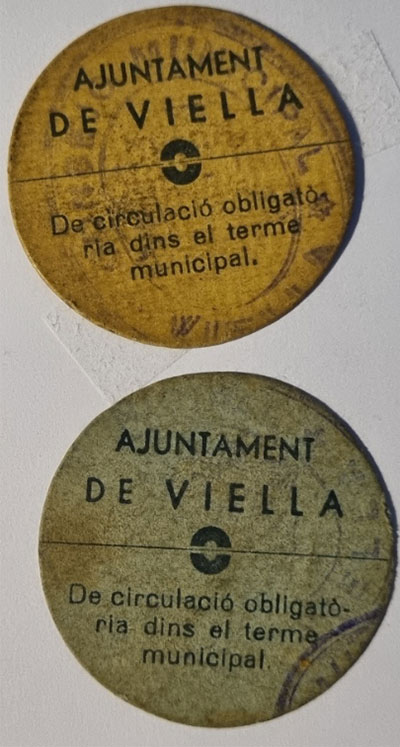 AJUNTAMENT
DE VIELLA
De circulació obligatò-
ria dins el terme
municipal.
AJUNTAMENT
DE VIELLA
De circulació obligatò-
ria dins el terme
municipal.